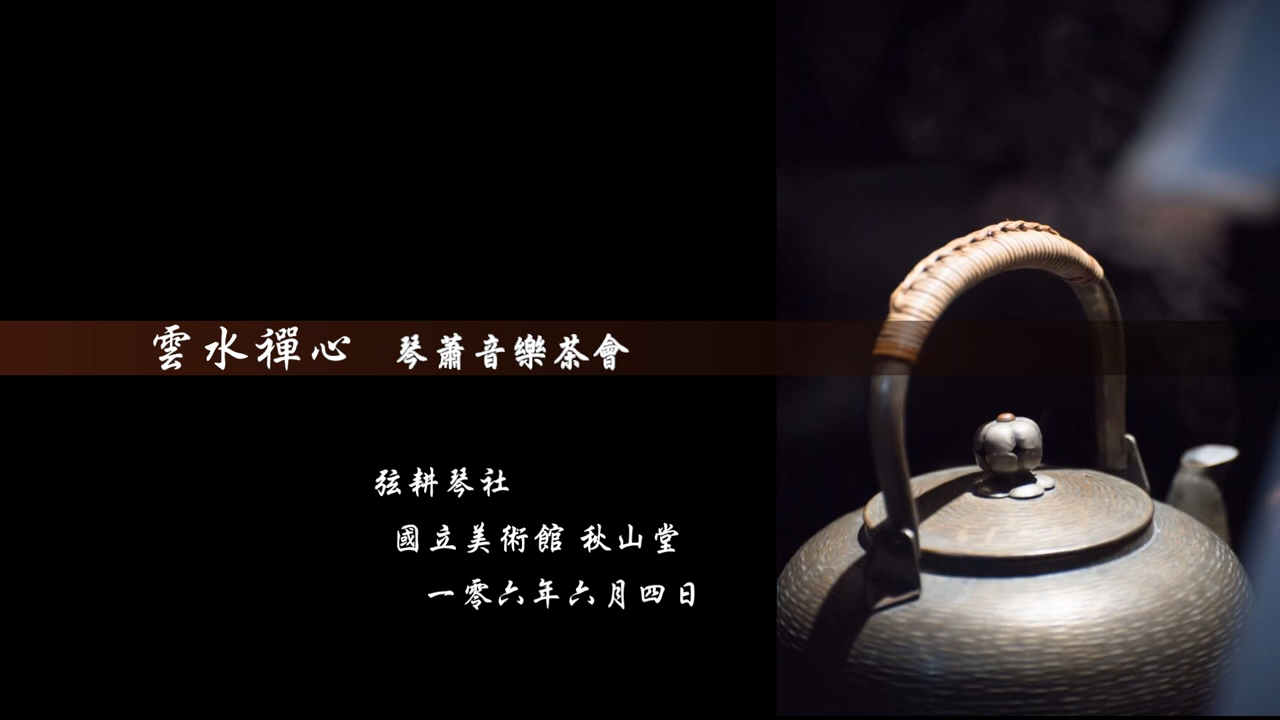 雲水禪心 琴蕭音樂茶會
弦耕琴社
國立美術館 秋山堂
一零六年六月四日